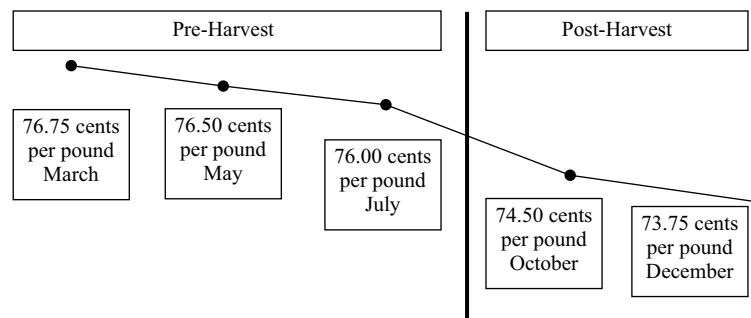 Pre-Harvest
Post-Harvest
76.75 cents
per pound
March
76.50 cents
per pound
May
76.00 cents
per pound
July
74.50 cents
per pound
October
73.75 cents
per pound
December